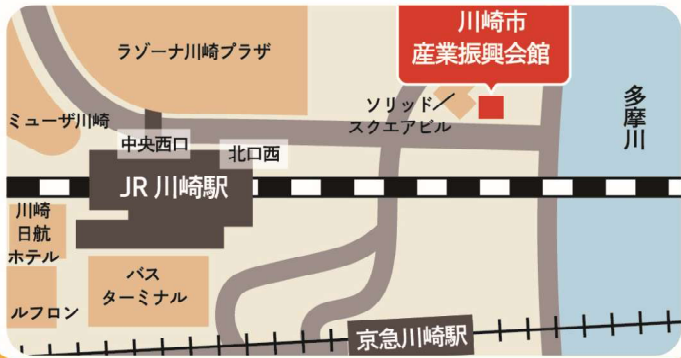 川崎市
産業振興会館
ラゾーナ川崎プラザ
ソリッド
スクエアビル
多摩川
ミューザ川崎
中央西口
北口西
JR 川崎駅
川崎
日航
ホテル
バス
ターミナル
ルフロン
京急川崎駅